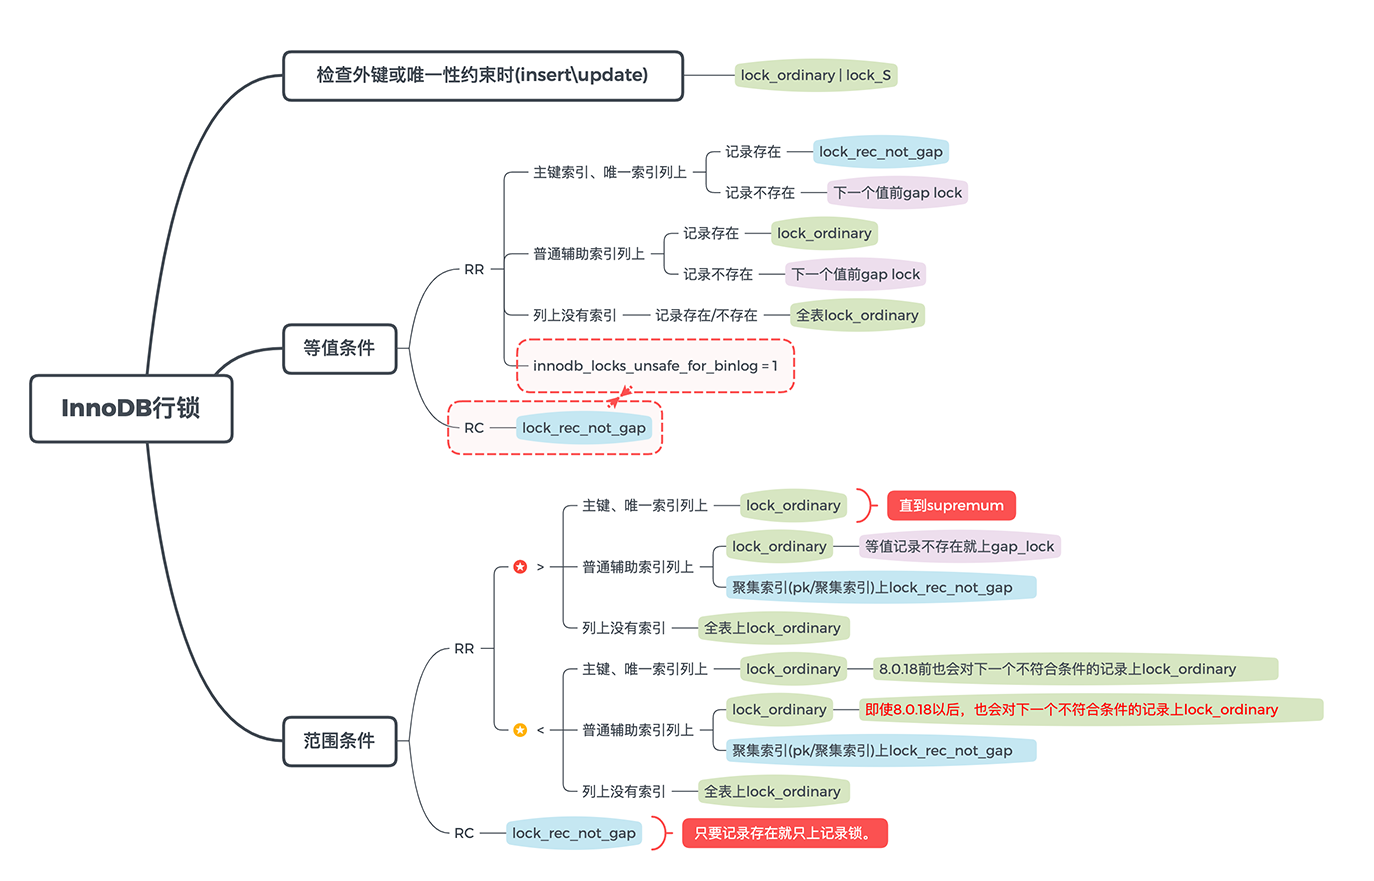 InnoDB行锁
检查外键或唯一性约束时(insert\update)
lock_ordinary | lock_S
等值条件
RR
主键索引、唯一索引列上
记录存在
lock_rec_not_gap
记录不存在
下一个值前gap lock
普通辅助索引列上
记录存在
lock_ordinary
记录不存在
下一个值前gap lock
列上没有索引
记录存在/不存在
全表lock_ordinary
innodb_locks_unsafe_for_binlog = 1
RC
lock_rec_not_gap
范围条件
RR
>
主键、唯一索引列上
lock_ordinary
直到supremum
普通辅助索引列上
lock_ordinary
等值记录不存在就上gap_lock
聚集索引(pk/聚集索引)上lock_rec_not_gap
列上没有索引
全表上lock_ordinary
<
主键、唯一索引列上
lock_ordinary
8.0.18前也会对下一个不符合条件的记录上lock_ordinary
普通辅助索引列上
lock_ordinary
即使8.0.18以后，也会对下一个不符合条件的记录上lock_ordinary
聚集索引(pk/聚集索引)上lock_rec_not_gap
列上没有索引
全表上lock_ordinary
RC
lock_rec_not_gap
只要记录存在就只上记录锁。